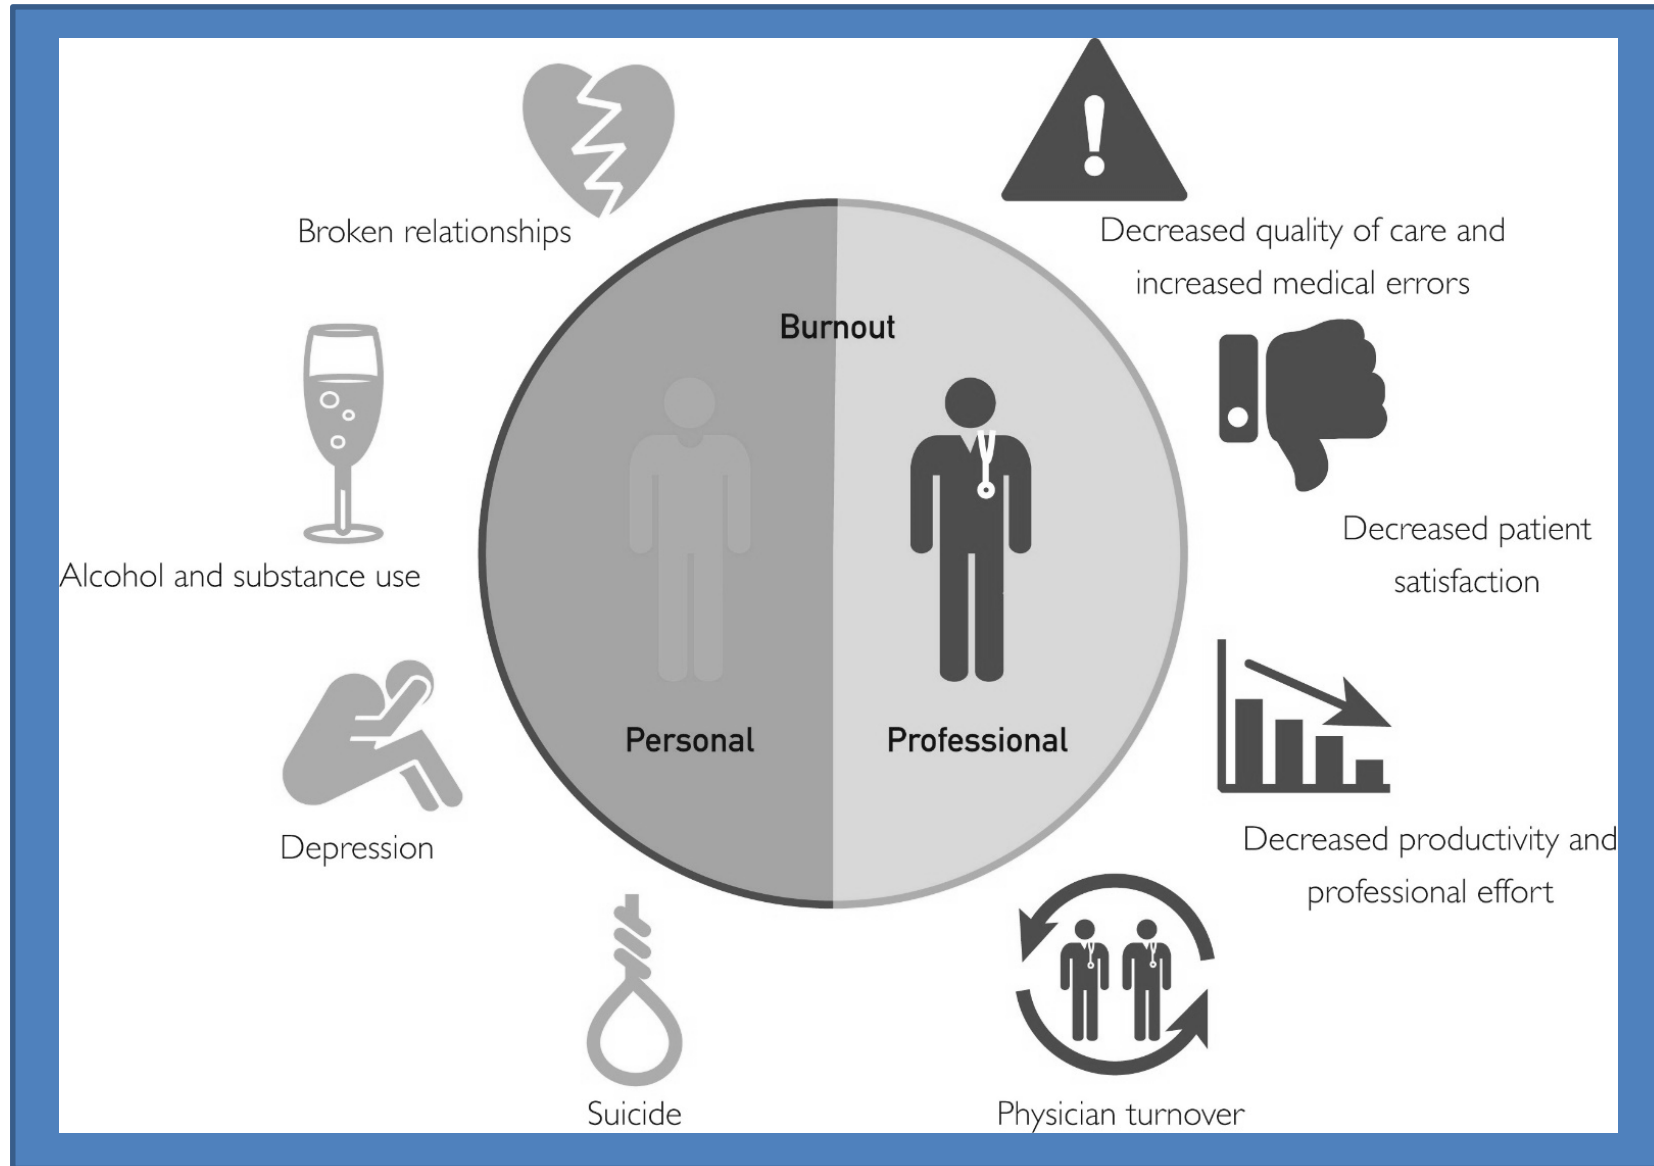 Broken relationships
Decreased quality of care and
increased medical errors
Burnout
Decreased patient
satisfaction
Alcohol and substance use
Personal
Professional
Depression
Decreased productivity and
professional effort
Suicide
Physician turnover